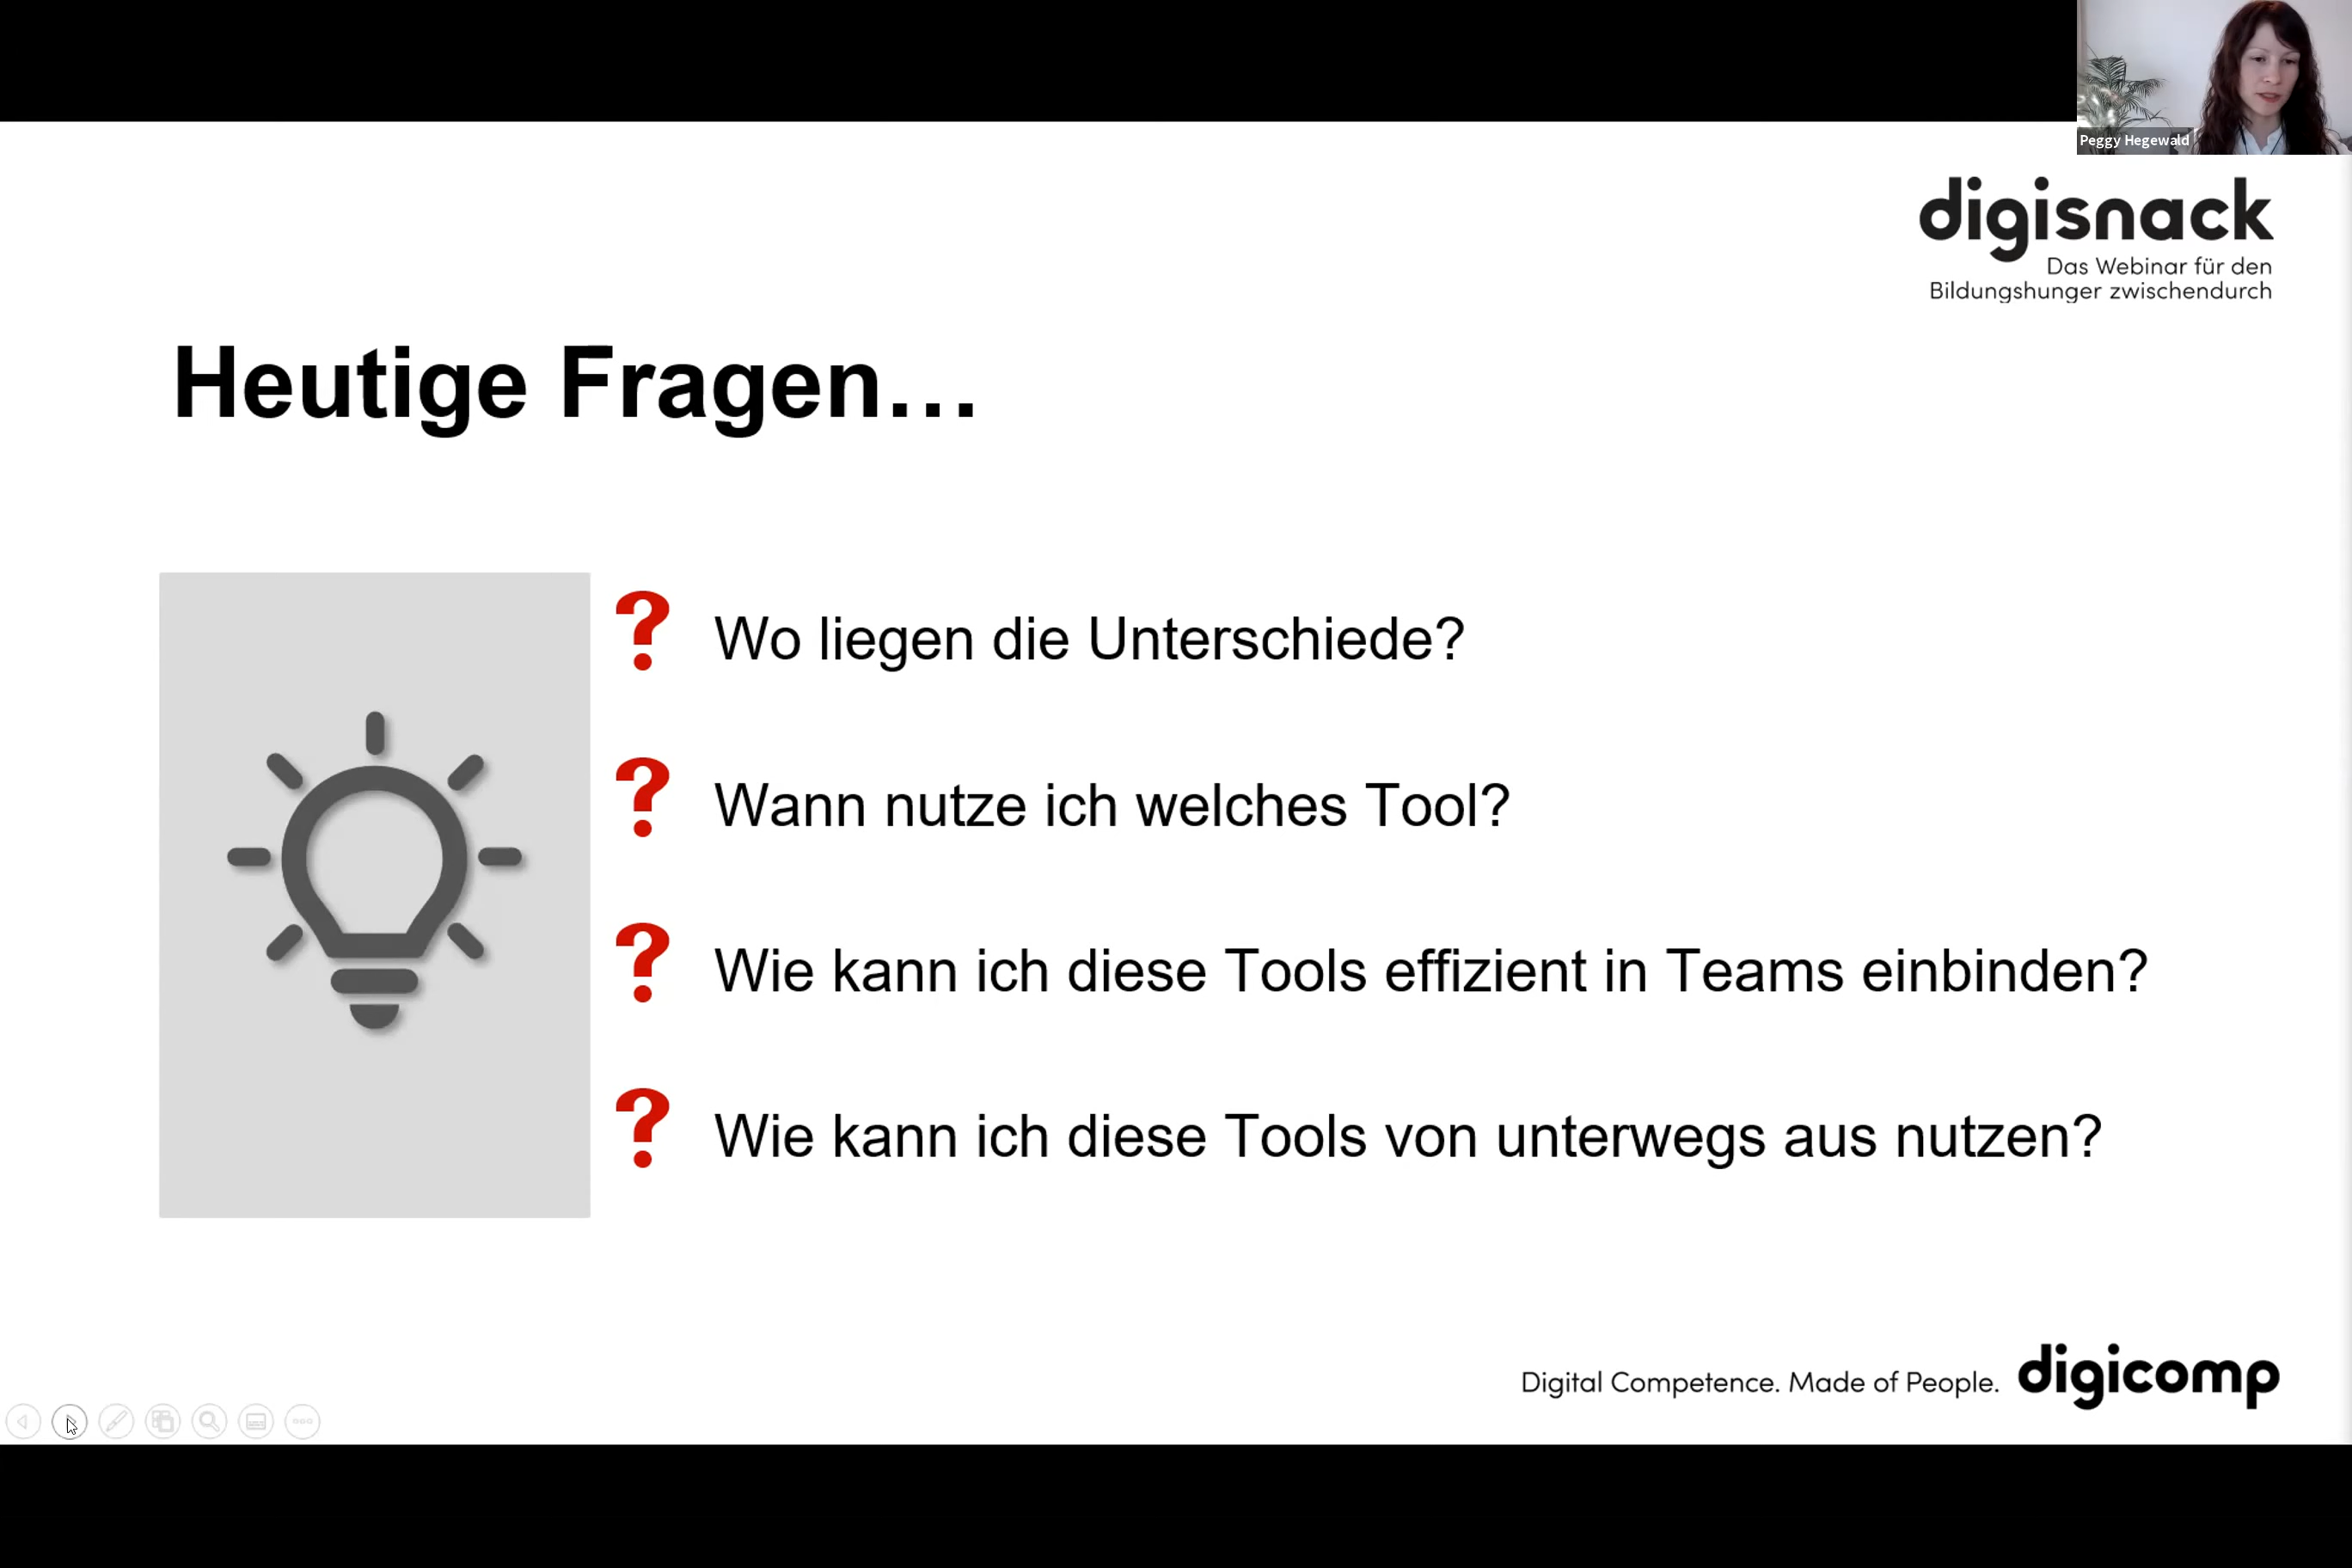 Peggy Hegewald
digisnack
Das Webinar für den
Bildungshunger zwischendurch
Heutige Fragen...
? Wo liegen die Unterschiede?
? Wann nutze ich welches Tool?
? Wie kann ich diese Tools effizient in Teams einbinden?
? Wie kann ich diese Tools von unterwegs aus nutzen?
Digital Competence. Made of People. digicomp